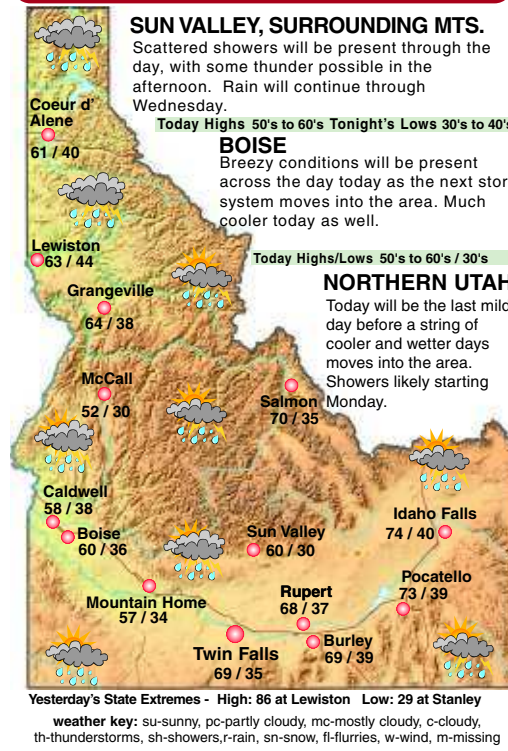 SUN VALLEY, SURROUNDING MTS.
Scattered showers will be present through the
day, with some thunder possible in the
afternoon. Rain will continue through
Wednesday.
Today Highs 50's to 60's Tonight's Lows 30's to 40's
BOISE
Breezy conditions will be present
across the day today as the next stor
system moves into the area. Much
cooler today as well.
Today Highs/Lows 50's to 60's / 30's
NORTHERN UTAH
Today will be the last mild
day before a string of
cooler and wetter days
moves into the area.
Showers likely starting
Monday.
Coeur d'
Alene
61 / 40
Lewiston
63 / 44
Grangeville
64 / 38
McCall
52 / 30
Salmon
70 / 35
Caldwell
58 / 38
Boise
60 / 36
Sun Valley
60 / 30
Idaho Falls
74 / 40
Mountain Home
57 / 34
Rupert
68 / 37
Pocatello
73 / 39
Burley
69 / 39
Twin Falls
69 / 35
Yesterday's State Extremes - High: 86 at Lewiston Low: 29 at Stanley
weather key: su-sunny, pc-partly cloudy, mc-mostly cloudy, c-cloudy,
th-thunderstorms, sh-showers,r-rain, sn-snow, fl-flurries, w-wind, m-missing